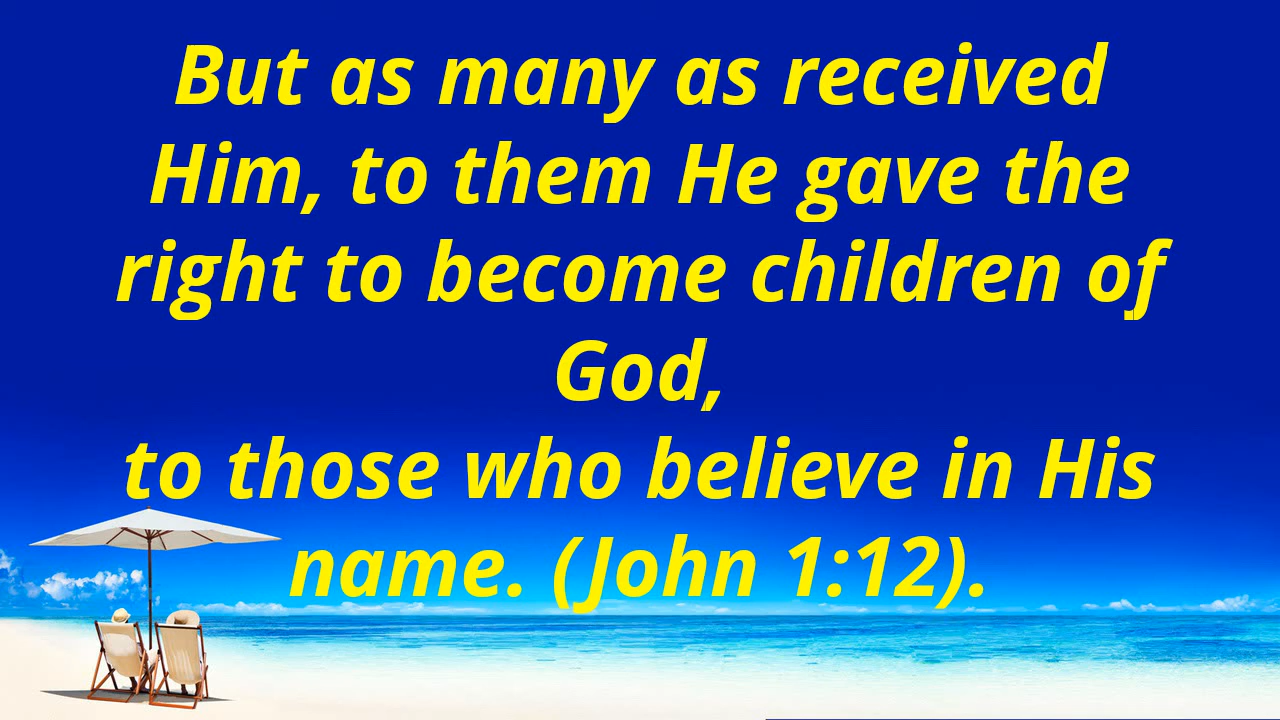 But as many as received
Him, to them He gave the
right to become children of
God,
to those who believe in His
name. (John 1:12).